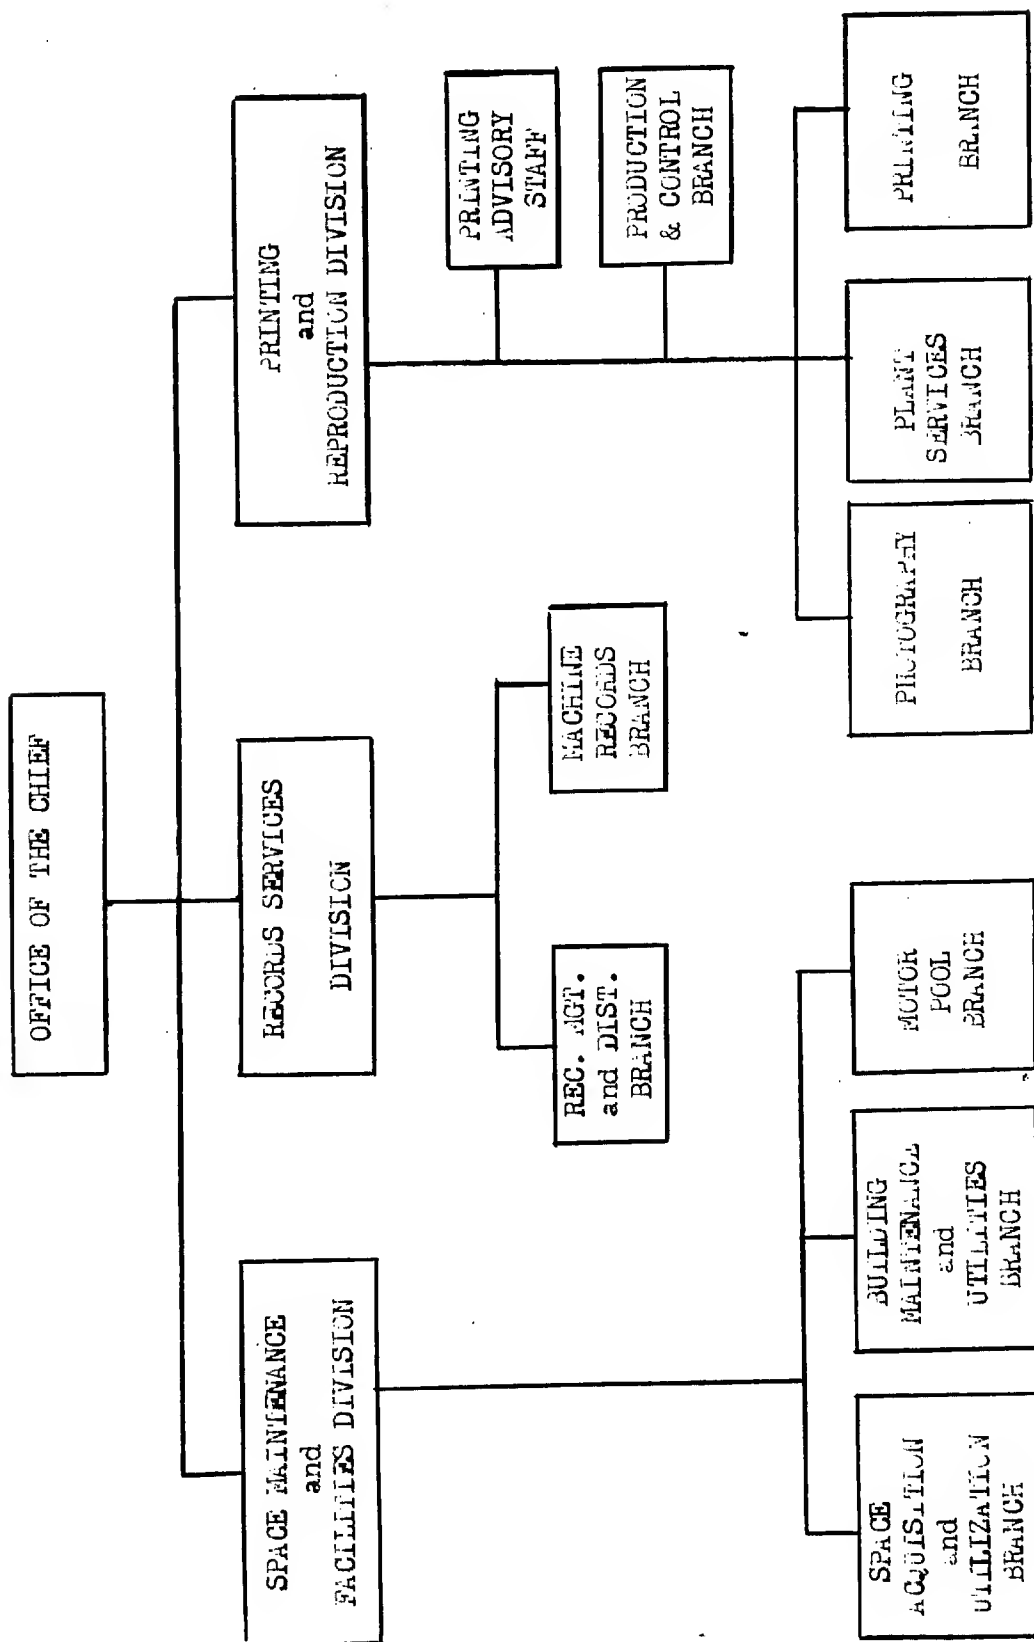 OFFICE OF THE CHIEF
SPACE MAINTENANCE
and
FACILITIES DIVISION
RECORDS SERVICES
DIVISION
PRINTING
and
REPRODUCTION DIVISION
REC. MGT.
and DIST.
BRANCH
MACHINE
RECORDS
BRANCH
PRINTING
ADVISORY
STAFF
PRODUCTION
& CONTROL
BRANCH
SPACE
ACQUISITION
and
UTILIZATION
BRANCH
BUILDING
MAINTENANCE
and
UTILITIES
BRANCH
MOTOR
POOL
BRANCH
PHOTOGRAPHY
BRANCH
PLANT
SERVICES
BRANCH
PRINTING
BRANCH